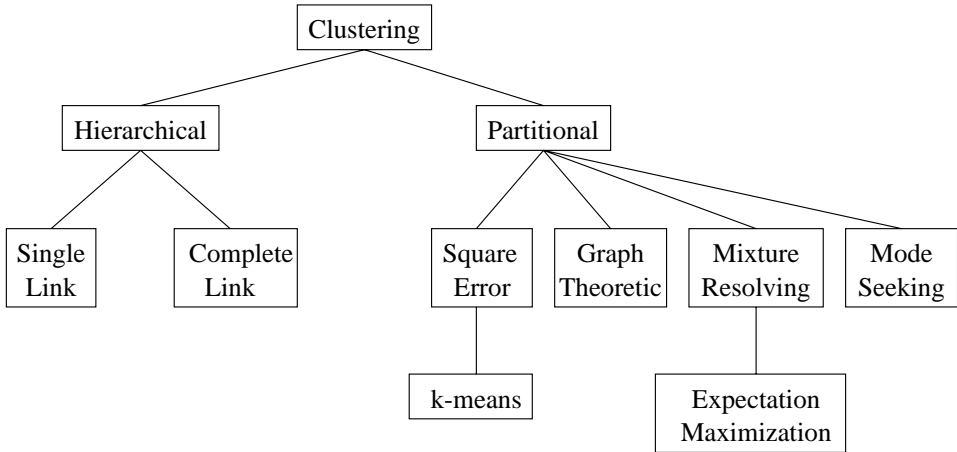 Clustering
Hierarchical
Partitional
Single
Link
Complete
Link
Square
Error
Graph
Theoretic
Mixture
Resolving
Mode
Seeking
k-means
Expectation
Maximization